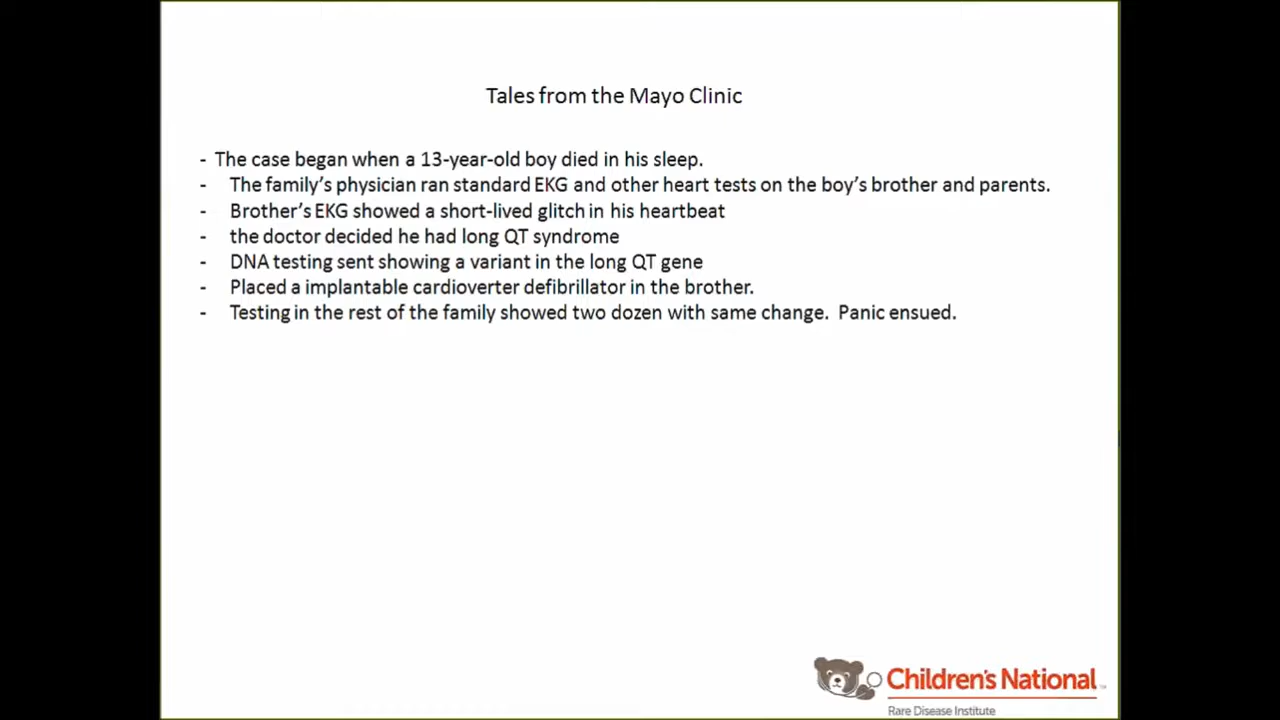 Tales from the Mayo Clinic
- The case began when a 13-year-old boy died in his sleep.
- The family's physician ran standard EKG and other heart tests on the boy's brother and parents.
- Brother's EKG showed a short-lived glitch in his heartbeat
- the doctor decided he had long QT syndrome
- DNA testing sent showing a variant in the long QT gene
- Placed a implantable cardioverter defibrillator in the brother.
- Testing in the rest of the family showed two dozen with same change.  Panic ensued.
Children's National
Rare Disease Institute